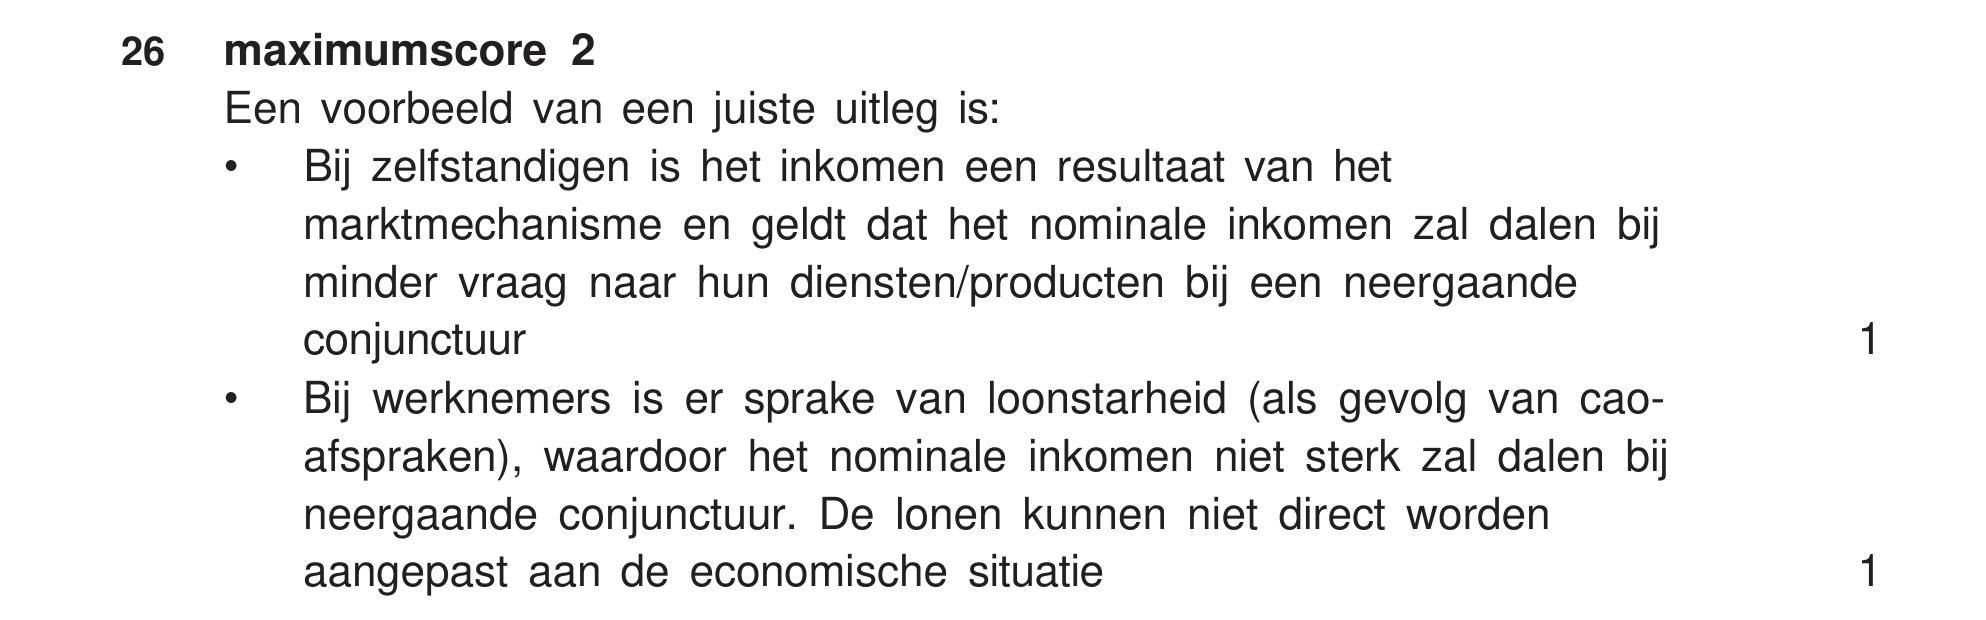 26 maximumscore 2
Een voorbeeld van een juiste uitleg is:
• Bij zelfstandigen is het inkomen een resultaat van het
marktmechanisme en geldt dat het nominale inkomen zal dalen bij
minder vraag naar hun diensten/producten bij een neergaande
conjunctuur 1
• Bij werknemers is er sprake van loonstarheid (als gevolg van cao-
afspraken), waardoor het nominale inkomen niet sterk zal dalen bij
neergaande conjunctuur. De lonen kunnen niet direct worden
aangepast aan de economische situatie 1